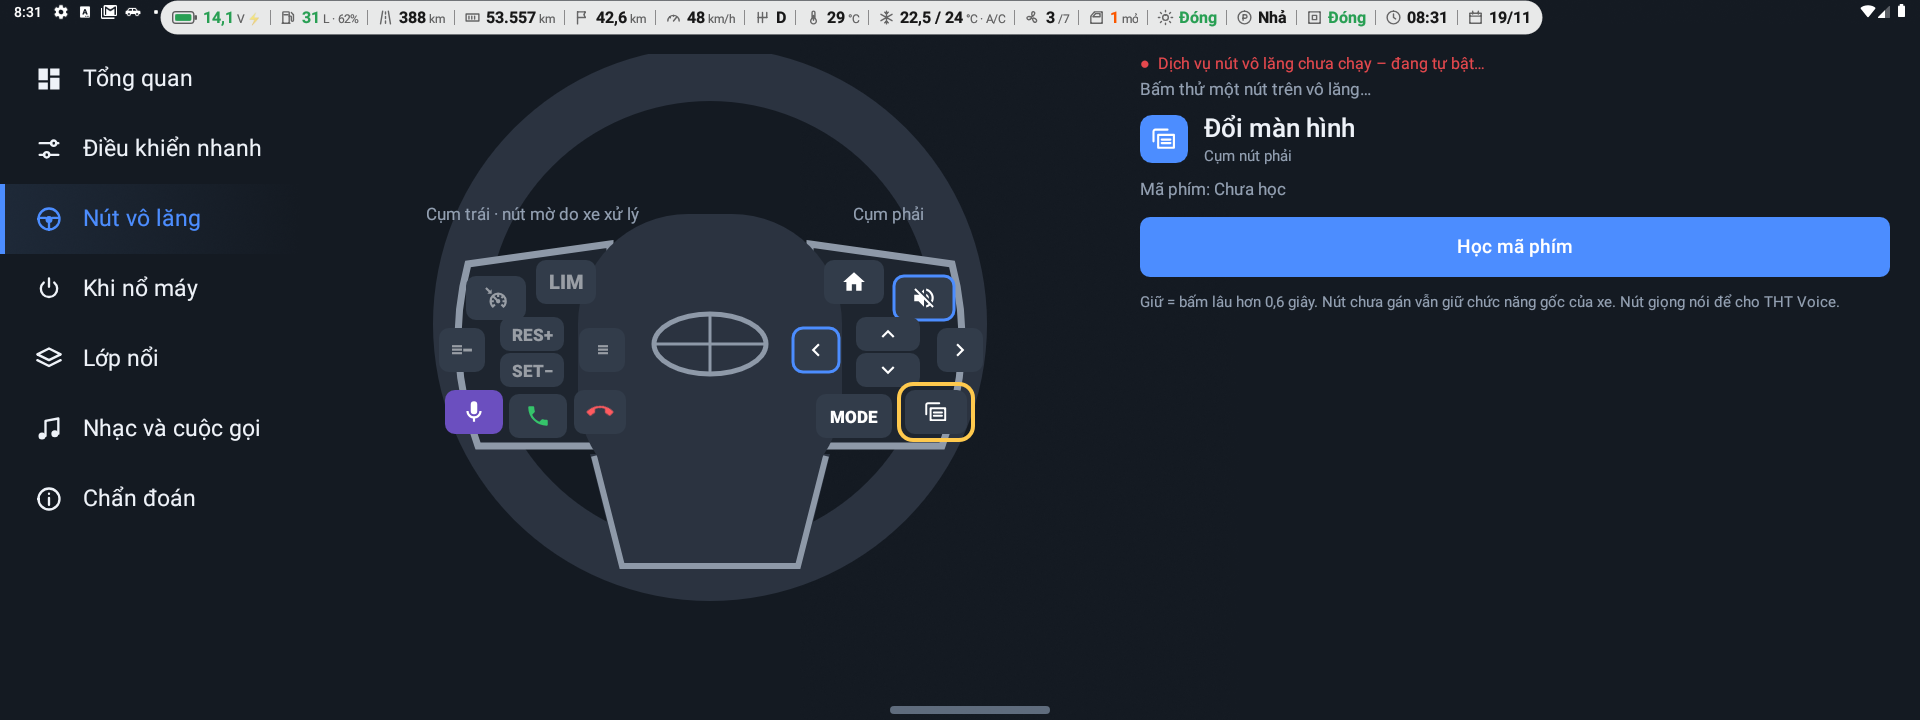 8:31
14,1 V
31 L · 62%
388 km
53.557 km
42,6 km
48 km/h
D
29 °C
22,5 / 24 °C · A/C
3 /7
1 mở
Đóng
Nhả
Đóng
08:31
19/11
Tổng quan
Điều khiển nhanh
Nút vô lăng
Khi nổ máy
Lớp nổi
Nhạc và cuộc gọi
Chẩn đoán
Cụm trái · nút mờ do xe xử lý
Cụm phải
LIM
RES+
SET−
MODE
Dịch vụ nút vô lăng chưa chạy – đang tự bật...
Bấm thử một nút trên vô lăng...
Đổi màn hình
Cụm nút phải
Mã phím: Chưa học
Học mã phím
Giữ = bấm lâu hơn 0,6 giây. Nút chưa gán vẫn giữ chức năng gốc của xe. Nút giọng nói để cho THT Voice.